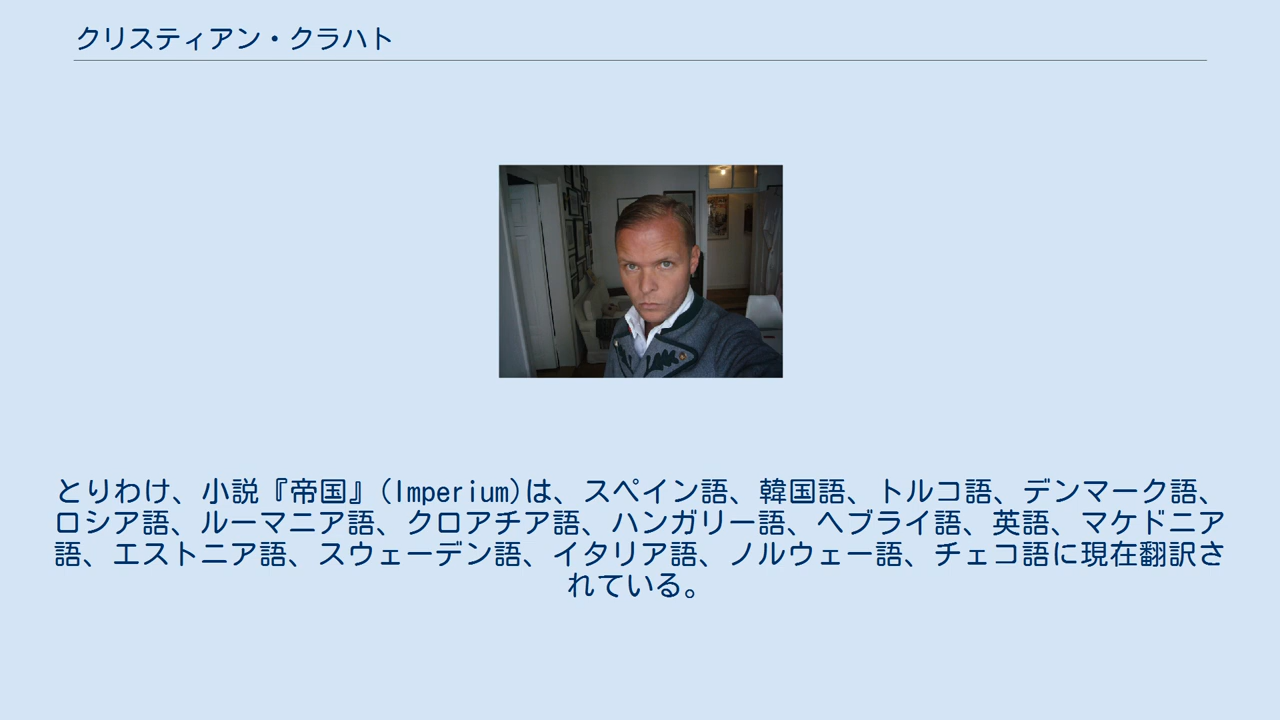 クリスティアン・クラハト
とりわけ、小説『帝国』(Imperium)は、スペイン語、韓国語、トルコ語、デンマーク語、
ロシア語、ルーマニア語、クロアチア語、ハンガリー語、ヘブライ語、英語、マケドニア
語、エストニア語、スウェーデン語、イタリア語、ノルウェー語、チェコ語に現在翻訳さ
れている。